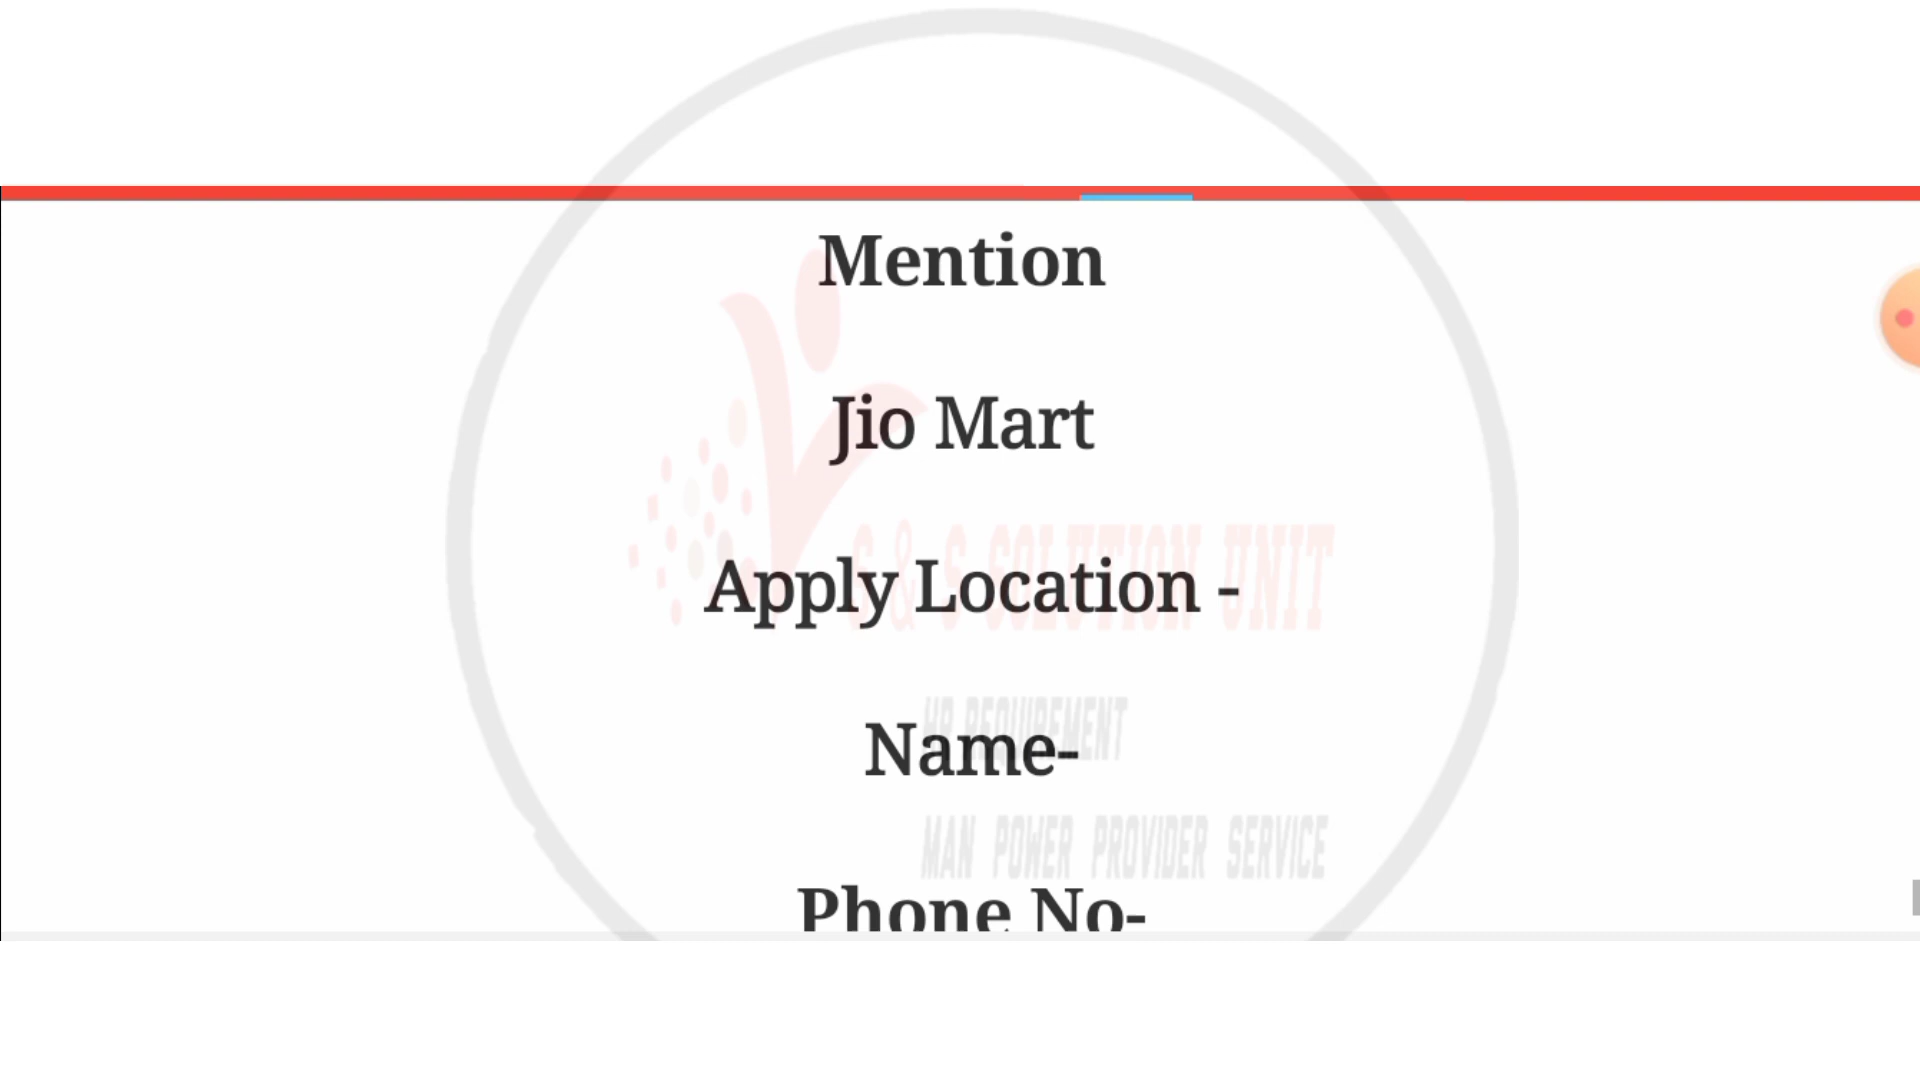 Mention
Jio Mart
S & S SOLUTION UNIT
Apply Location -
HR REQUIREMENT
Name-
MAN POWER PROVIDER SERVICE
Phone No-